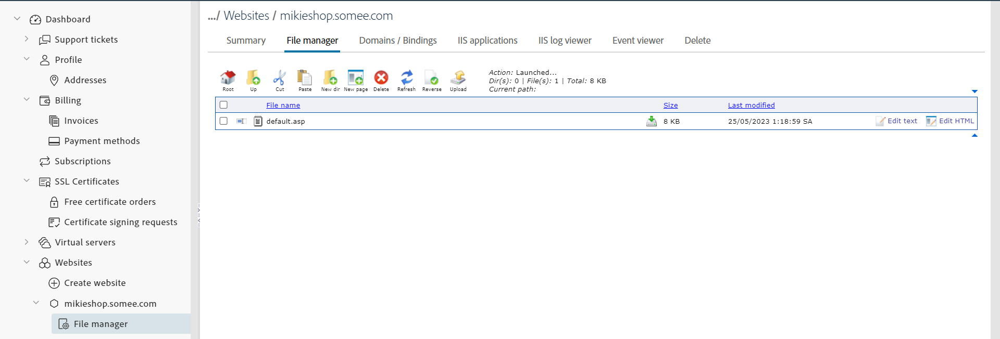 Dashboard
Support tickets
Profile
Addresses
Billing
Invoices
Payment methods
Subscriptions
SSL Certificates
Free certificate orders
Certificate signing requests
Virtual servers
Websites
Create website
mikieshop.somee.com
File manager
.../ Websites / mikieshop.somee.com
Summary File manager Domains / Bindings IIS applications IIS log viewer Event viewer Delete
Root Up Cut Paste New dir New page Delete Refresh Reverse Upload
Action: Launched...
Dir(s): 0 | File(s): 1 | Total: 8 KB
Current path:
File name Size Last modified
default.asp 8 KB 25/05/2023 1:18:59 SA Edit text Edit HTML